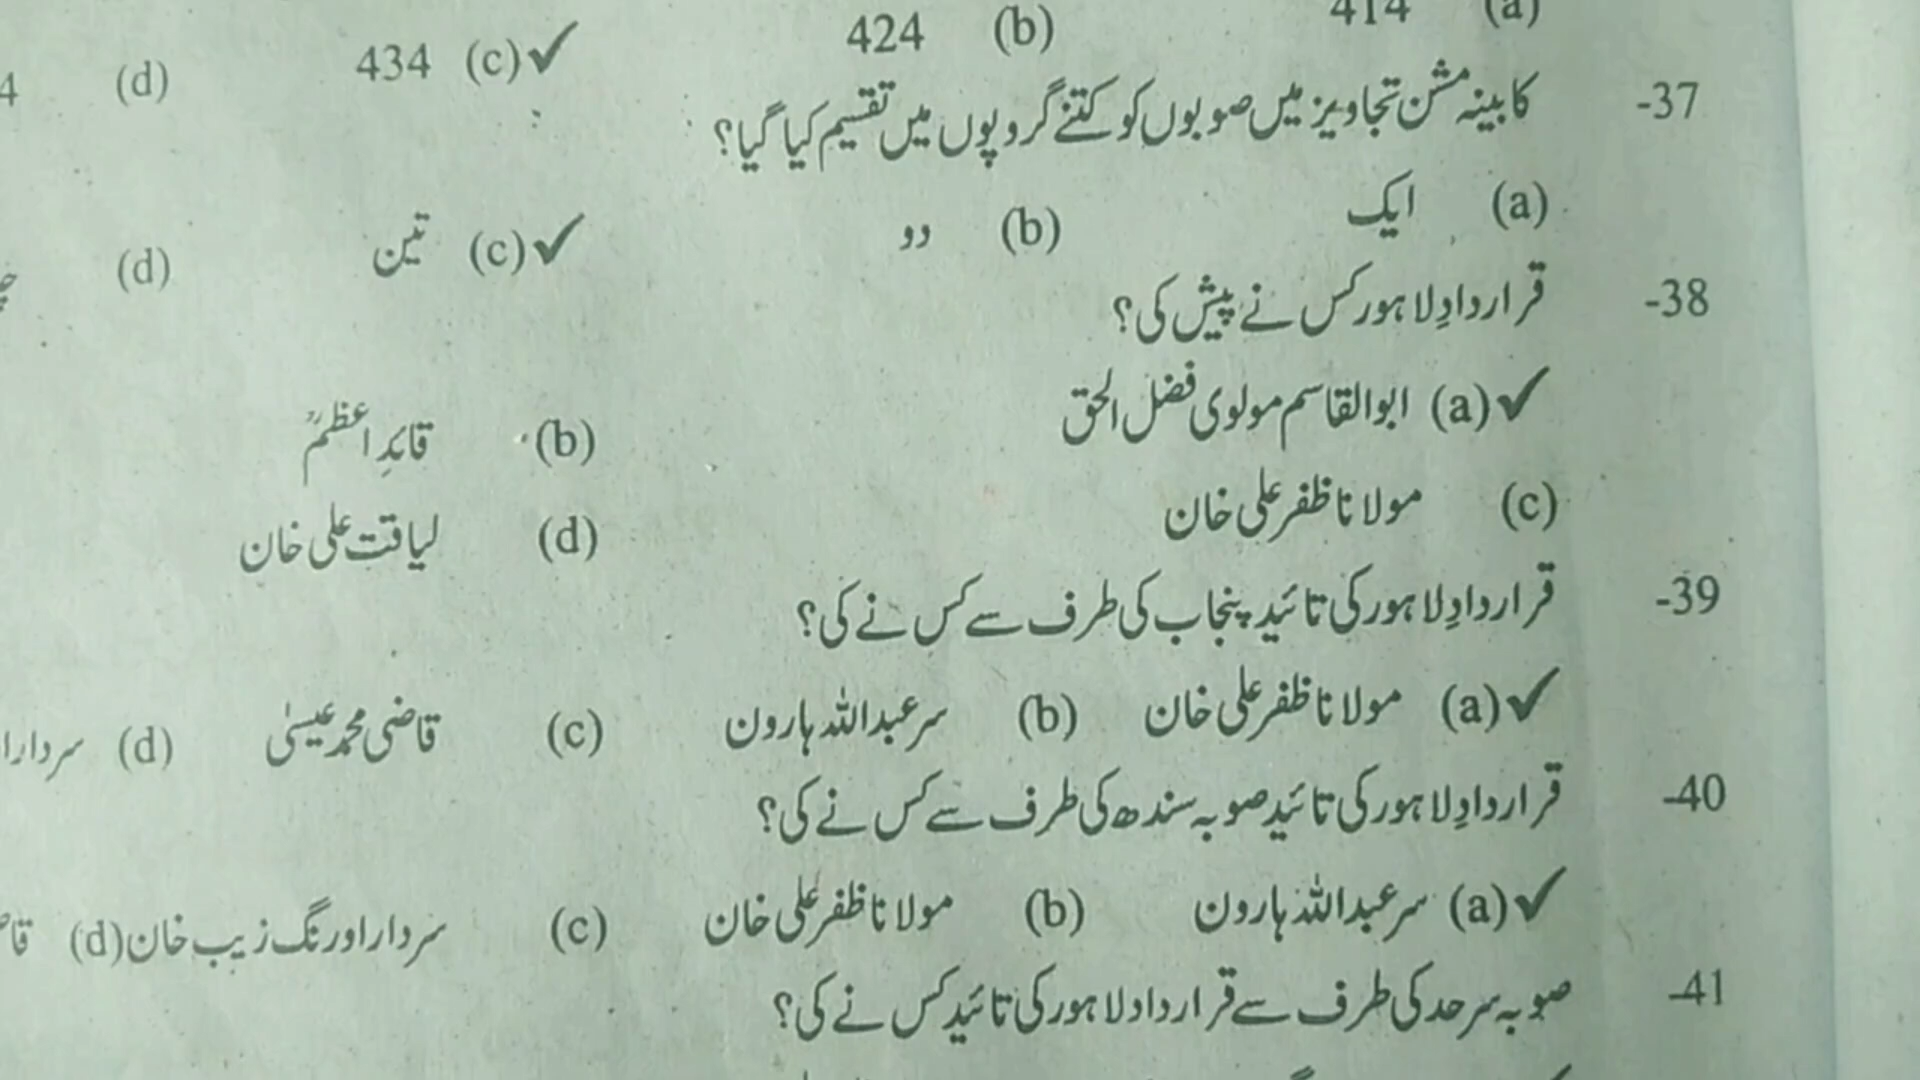 (a) 414 (b) 424 ✓(c) 434 (d) 4
-37 کابینہ مشن تجاویز میں صوبوں کو کتنے گروپوں میں تقسیم کیا گیا؟
(a) ایک (b) دو ✓(c) تین (d)
-38 قراردادِ لاہور کس نے پیش کی؟
✓(a) ابوالقاسم مولوی فضل الحق (b) قائدِ اعظمؒ
(c) مولانا ظفر علی خان (d) لیاقت علی خان
-39 قراردادِ لاہور کی تائید پنجاب کی طرف سے کس نے کی؟
✓(a) مولانا ظفر علی خان (b) سر عبداللہ ہارون (c) قاضی محمد عیسیٰ (d) سردار
-40 قراردادِ لاہور کی تائید صوبہ سندھ کی طرف سے کس نے کی؟
✓(a) سر عبداللہ ہارون (b) مولانا ظفر علی خان (c) سردار اورنگ زیب خان (d)
-41 صوبہ سرحد کی طرف سے قرارداد لاہور کی تائید کس نے کی؟